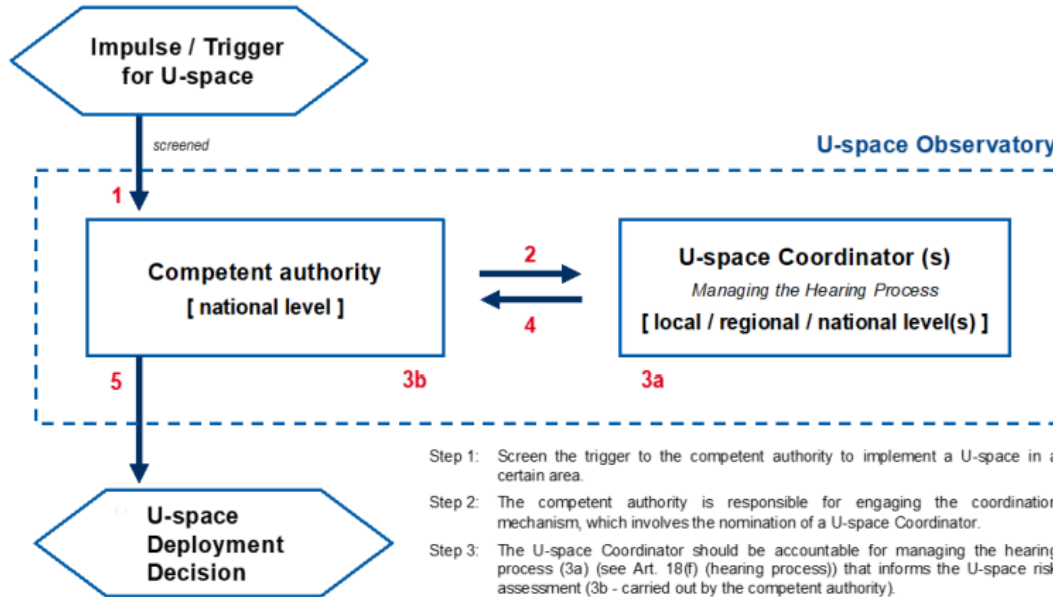 Impulse / Trigger
for U-space
screened
U-space Observatory
1
Competent authority
[ national level ]
2
4
U-space Coordinator (s)
Managing the Hearing Process
[ local / regional / national level(s) ]
5
3b
3a
Step 1: Screen the trigger to the competent authority to implement a U-space in a
certain area.
Step 2: The competent authority is responsible for engaging the coordination
mechanism, which involves the nomination of a U-space Coordinator.
Step 3: The U-space Coordinator should be accountable for managing the hearing
process (3a) (see Art. 18(f) (hearing process)) that informs the U-space risk
assessment (3b - carried out by the competent authority).
U-space
Deployment
Decision